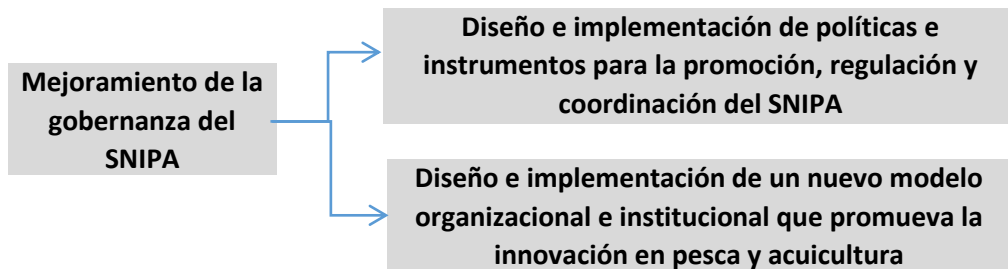 Mejoramiento de la
gobernanza del
SNIPA
Diseño e implementación de políticas e
instrumentos para la promoción, regulación y
coordinación del SNIPA
Diseño e implementación de un nuevo modelo
organizacional e institucional que promueva la
innovación en pesca y acuicultura